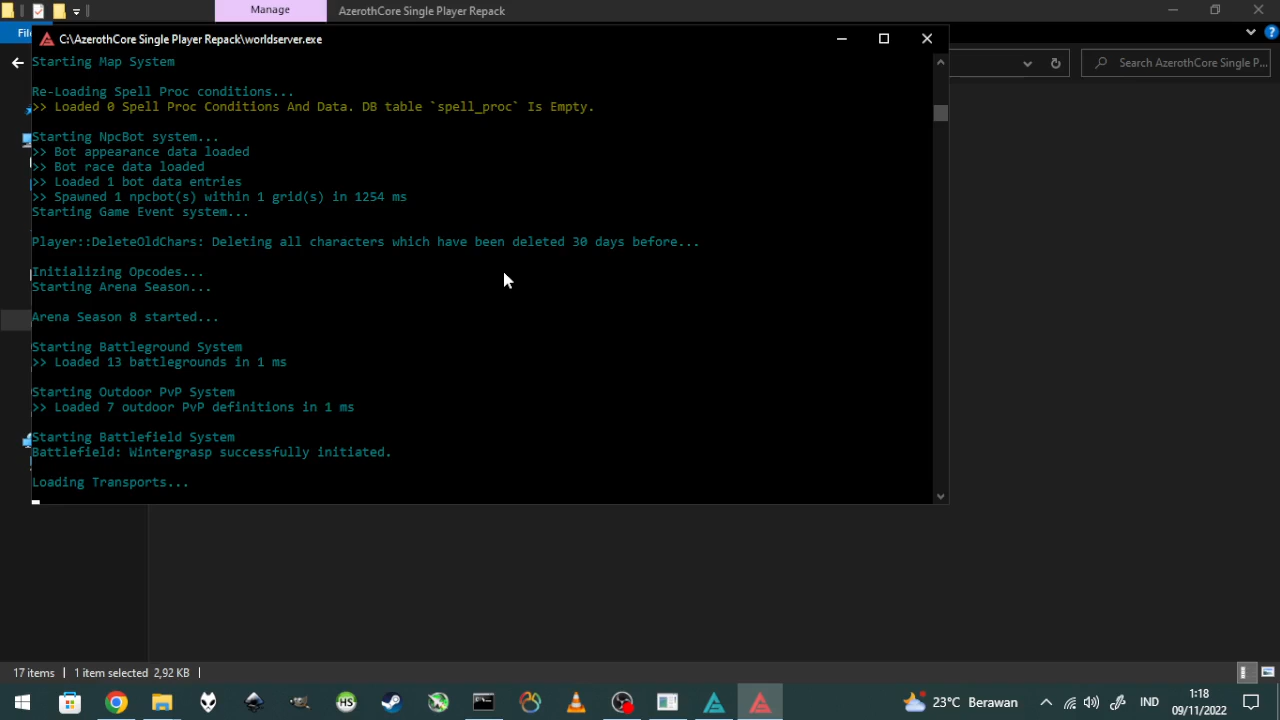 Manage
AzerothCore Single Player Repack
C:\AzerothCore Single Player Repack\worldserver.exe
Search AzerothCore Single P...
Starting Map System
Re-Loading Spell Proc conditions...
>> Loaded 0 Spell Proc Conditions And Data. DB table `spell_proc` Is Empty.
Starting NpcBot system...
>> Bot appearance data loaded
>> Bot race data loaded
>> Loaded 1 bot data entries
>> Spawned 1 npcbot(s) within 1 grid(s) in 1254 ms
Starting Game Event system...
Player::DeleteOldChars: Deleting all characters which have been deleted 30 days before...
Initializing Opcodes...
Starting Arena Season...
Arena Season 8 started...
Starting Battleground System
>> Loaded 13 battlegrounds in 1 ms
Starting Outdoor PvP System
>> Loaded 7 outdoor PvP definitions in 1 ms
Starting Battlefield System
Battlefield: Wintergrasp successfully initiated.
Loading Transports...
17 items
1 item selected 2,92 KB
HS
23°C Berawan
IND
1:18
09/11/2022